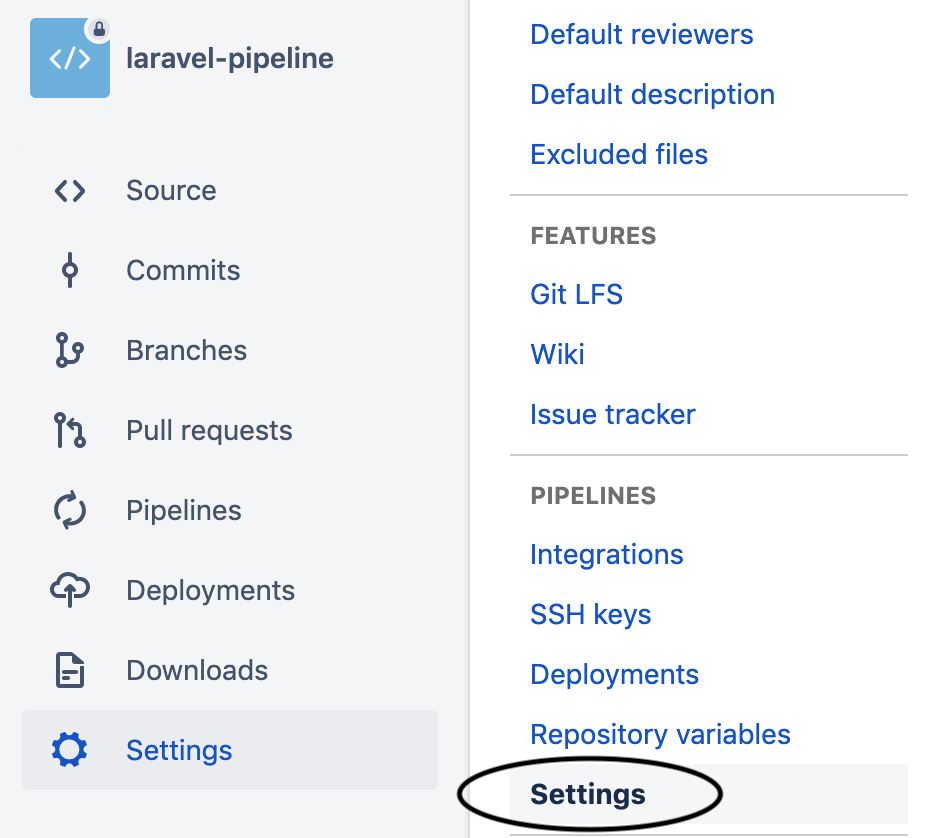 laravel-pipeline
Source
Commits
Branches
Pull requests
Pipelines
Deployments
Downloads
Settings
Default reviewers
Default description
Excluded files
FEATURES
Git LFS
Wiki
Issue tracker
PIPELINES
Integrations
SSH keys
Deployments
Repository variables
Settings